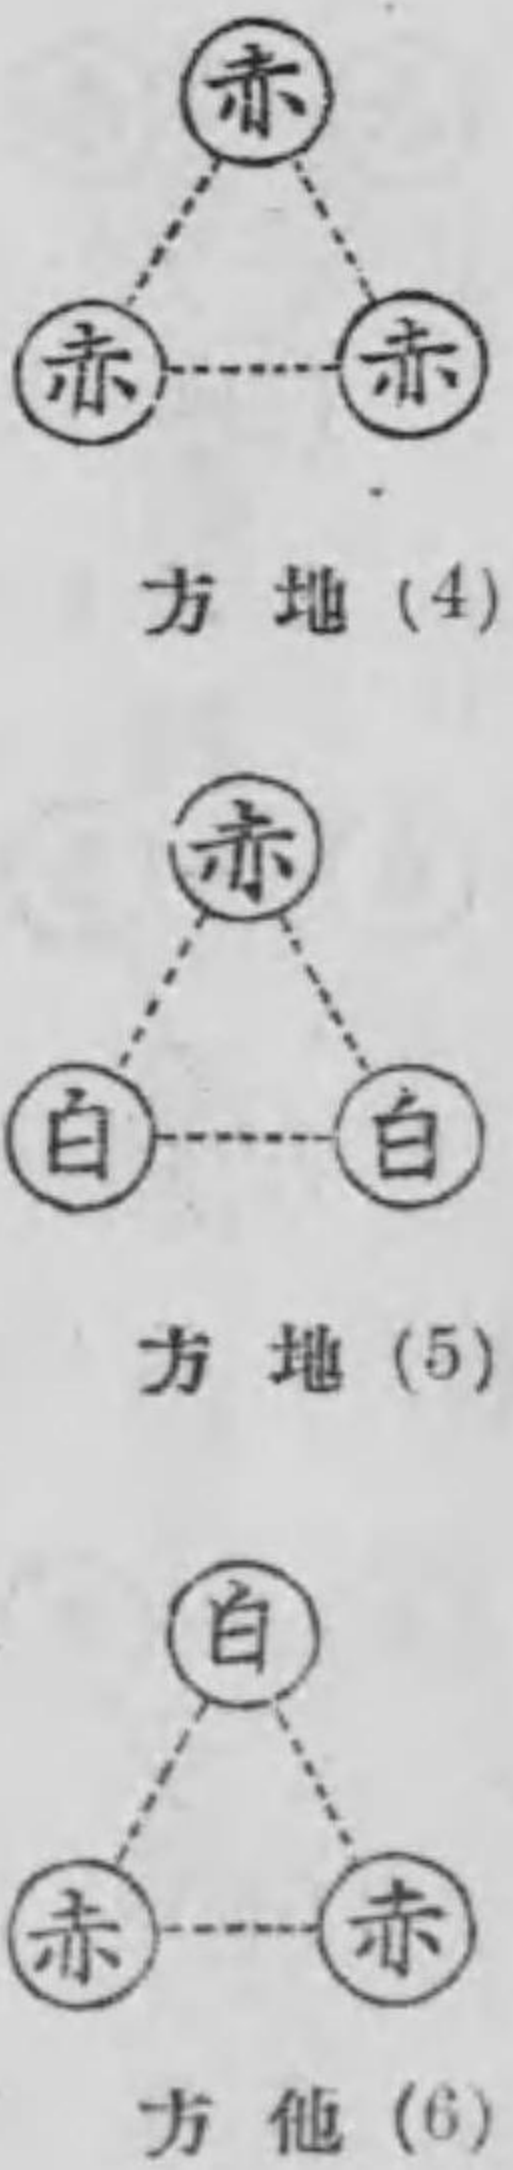 赤
赤 赤
(4) 地 方
赤
白 白
(5) 地 方
白
赤 赤
(6) 他 方